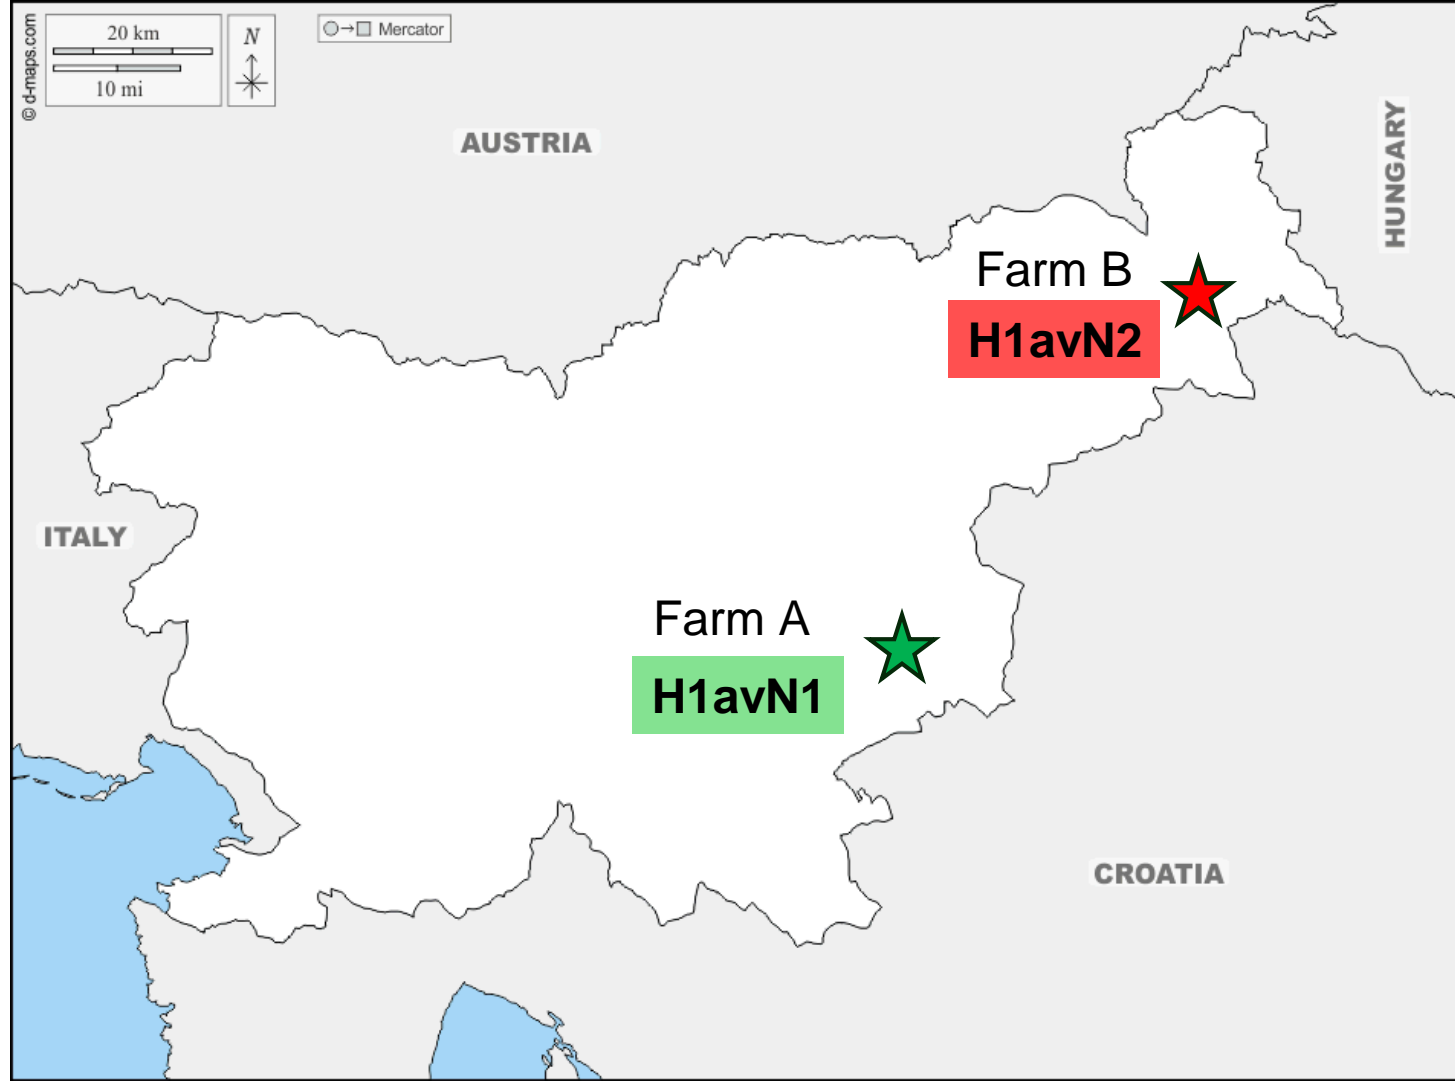 © d-maps.com
20 km
10 mi
N
Mercator
AUSTRIA
HUNGARY
Farm B
H1avN2
ITALY
Farm A
H1avN1
CROATIA